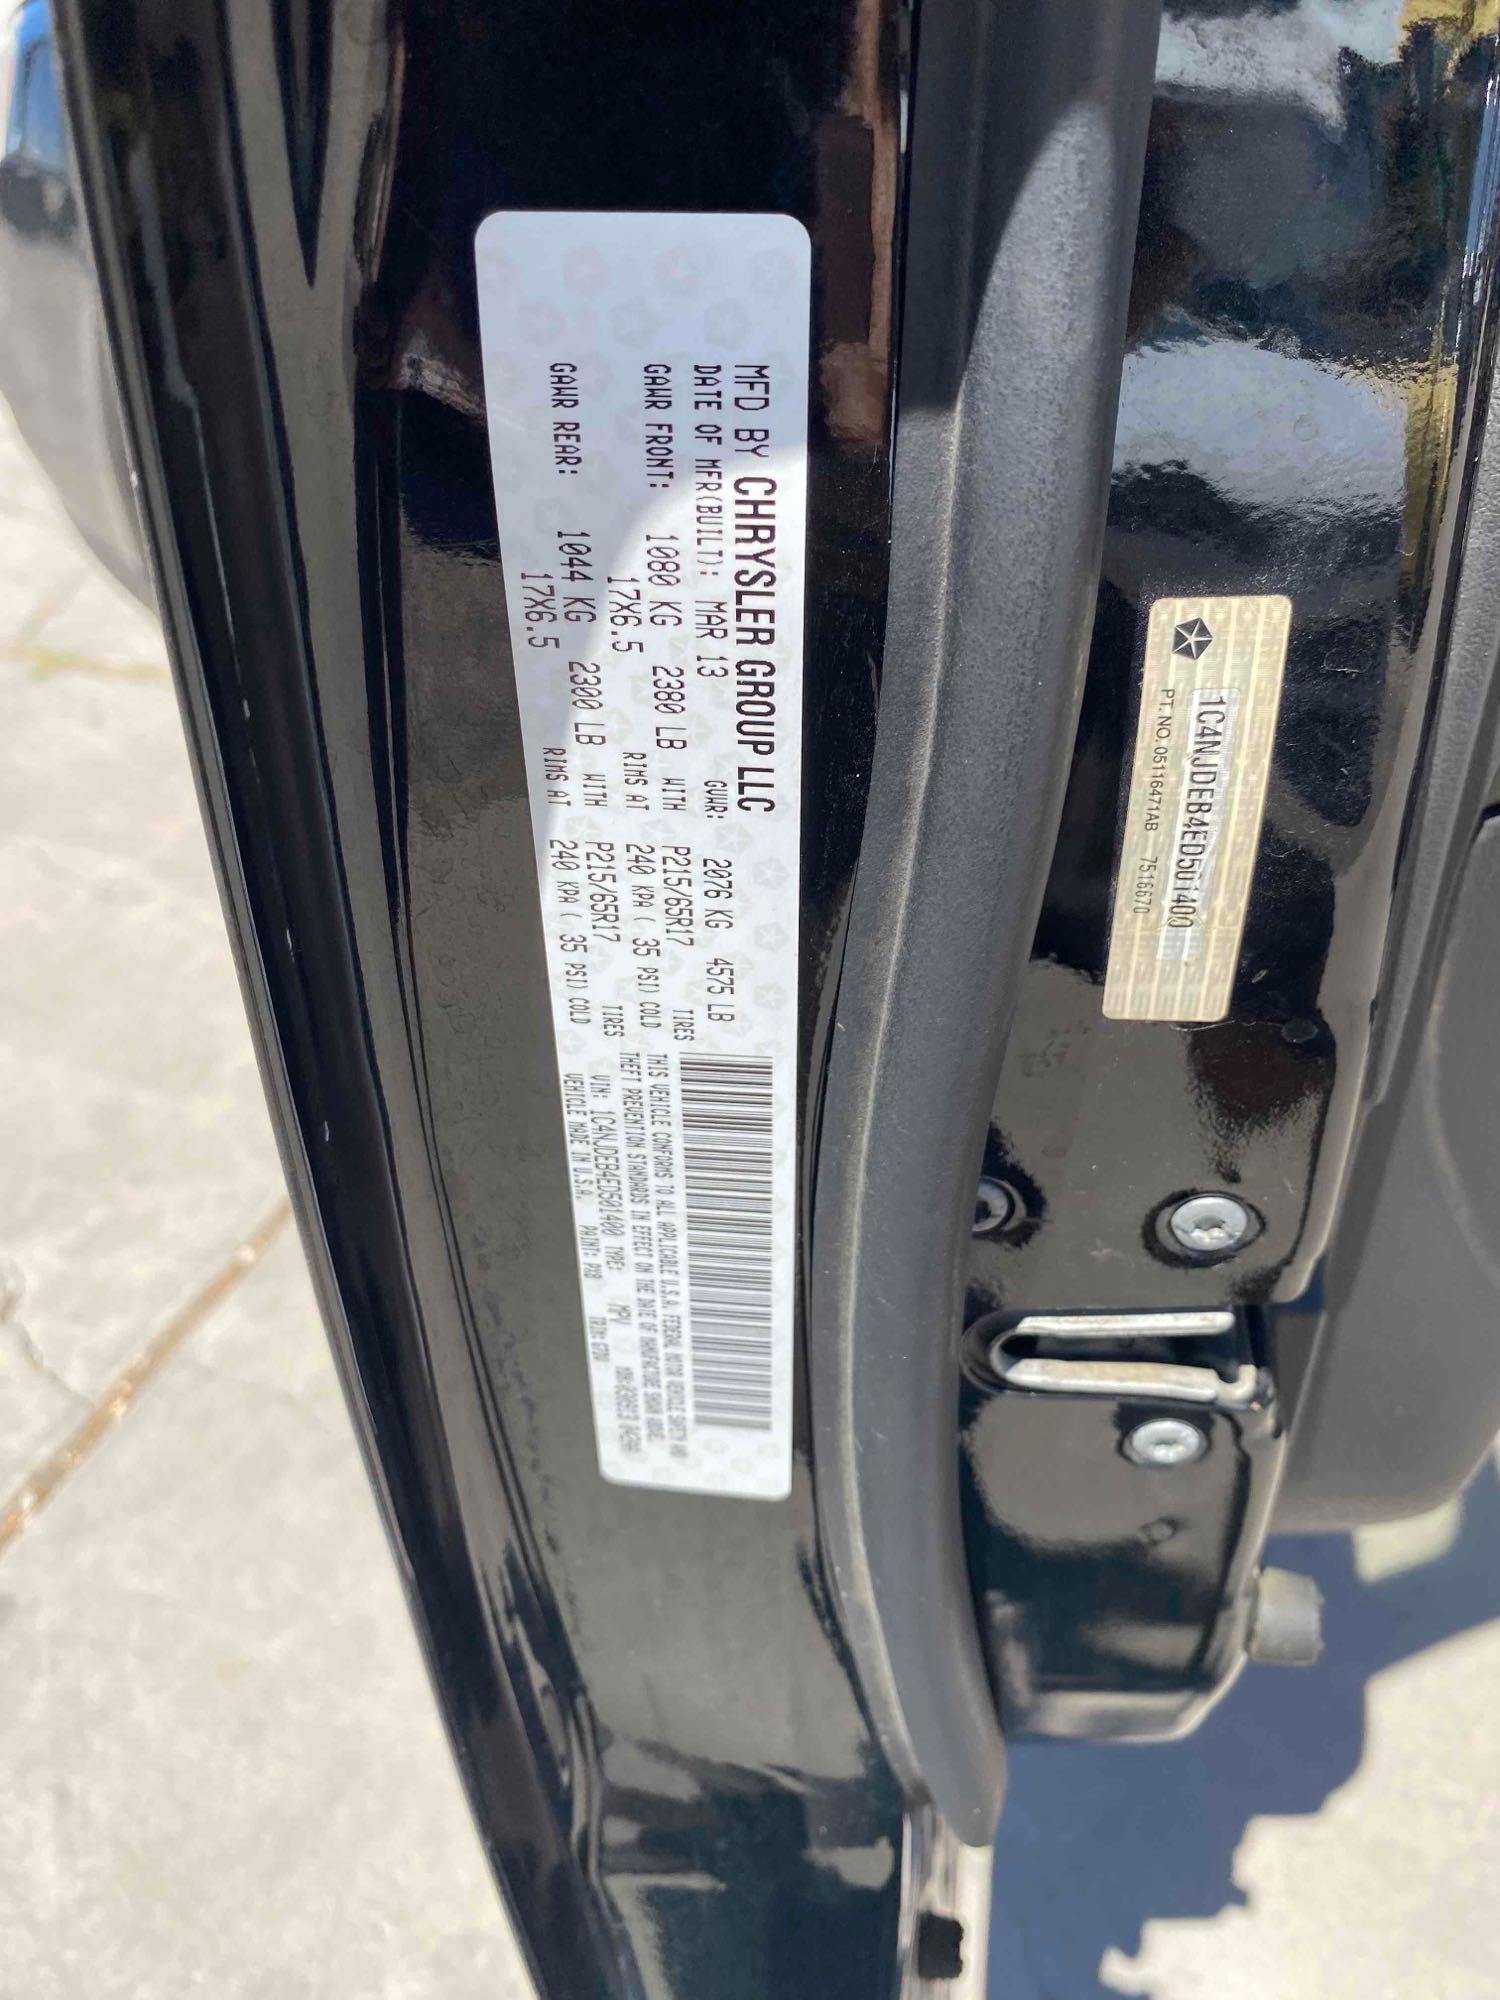 MFD BY CHRYSLER GROUP LLC
DATE OF MFR(BUILT): MAR 13 GVWR: 2076 KG 4575 LB
GAWR FRONT: 1080 KG 2380 LB WITH P215/65R17 TIRES
17X6.5 RIMS AT 240 KPA ( 35 PSI) COLD
GAWR REAR: 1044 KG 2300 LB WITH P215/65R17 TIRES
17X6.5 RIMS AT 240 KPA ( 35 PSI) COLD
THIS VEHICLE CONFORMS TO ALL APPLICABLE U.S.A. FEDERAL MOTOR VEHICLE SAFETY AND
THEFT PREVENTION STANDARDS IN EFFECT ON THE DATE OF MANUFACTURE SHOWN ABOVE.
VIN: 1C4NJDEB4ED501400 TYPE: MPV
VEHICLE MADE IN U.S.A. PAINT: PX8 TRIM:
1C4NJDEB4ED501400
PT. NO. 05116471AB 7516670